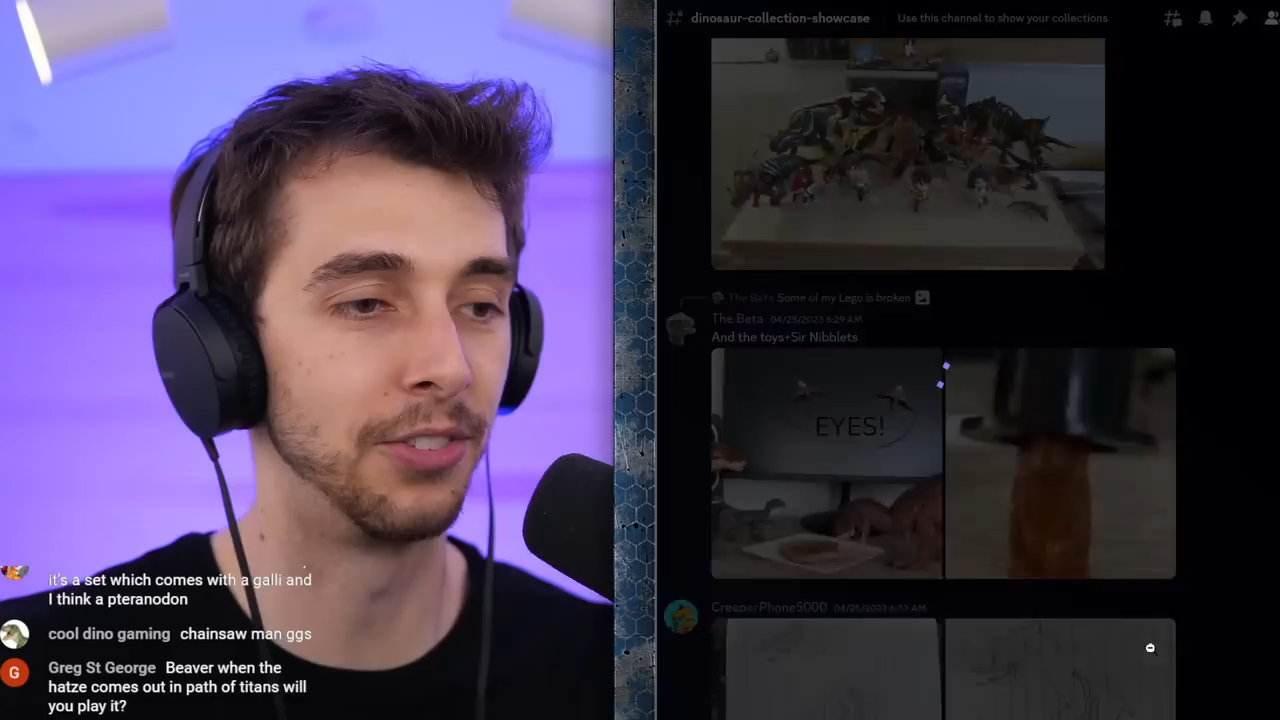 dinosaur-collection-showcase
Use this channel to show your collections
The Beta Some of my Lego is broken
The Beta 04/25/2023 6:29 AM
And the toys+Sir Nibblets
EYES!
CreeperPhone5000 04/25/2023 6:33 AM
it's a set which comes with a galli and
I think a pteranodon
cool dino gaming chainsaw man ggs
G
Greg St George Beaver when the
hatze comes out in path of titans will
you play it?